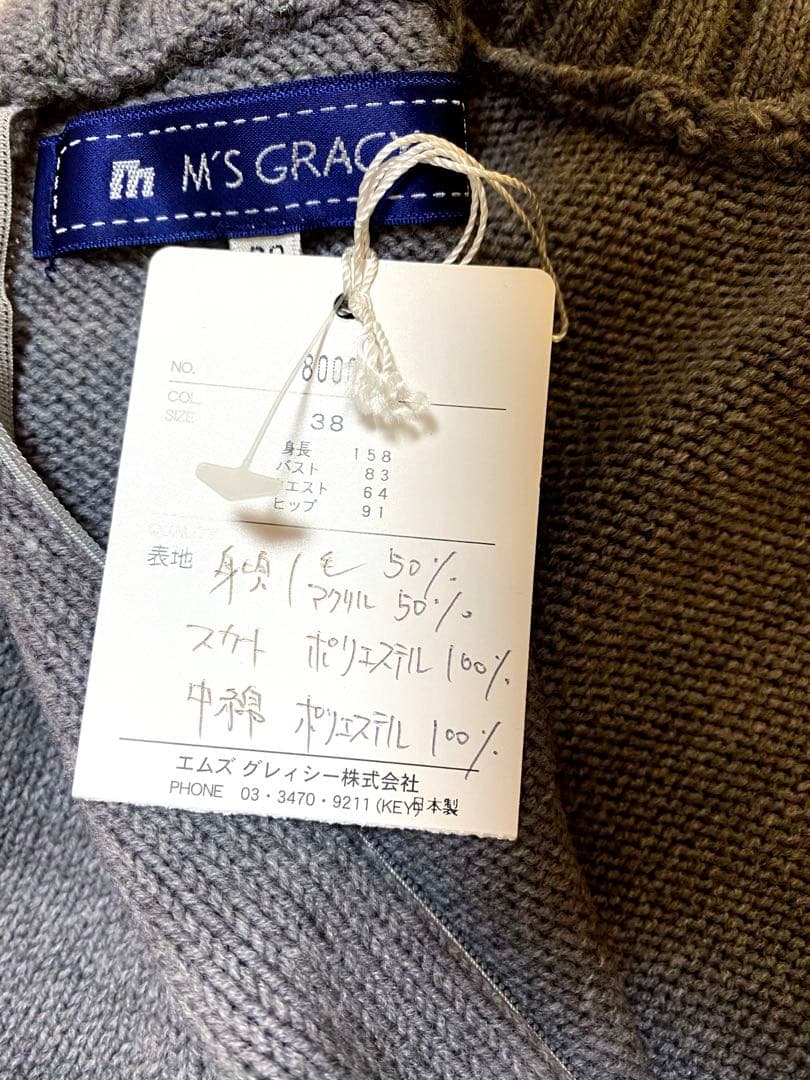 M'S GRACY
NO. 800
COL.
SIZE 38
身長 158
バスト 83
ウエスト 64
ヒップ 91
QUALITY
表地 身頃 毛 50%
アクリル 50%
スカート ポリエステル 100%
中綿 ポリエステル 100%
エムズ グレィシー株式会社
PHONE 03・3470・9211 (KEY) 日本製